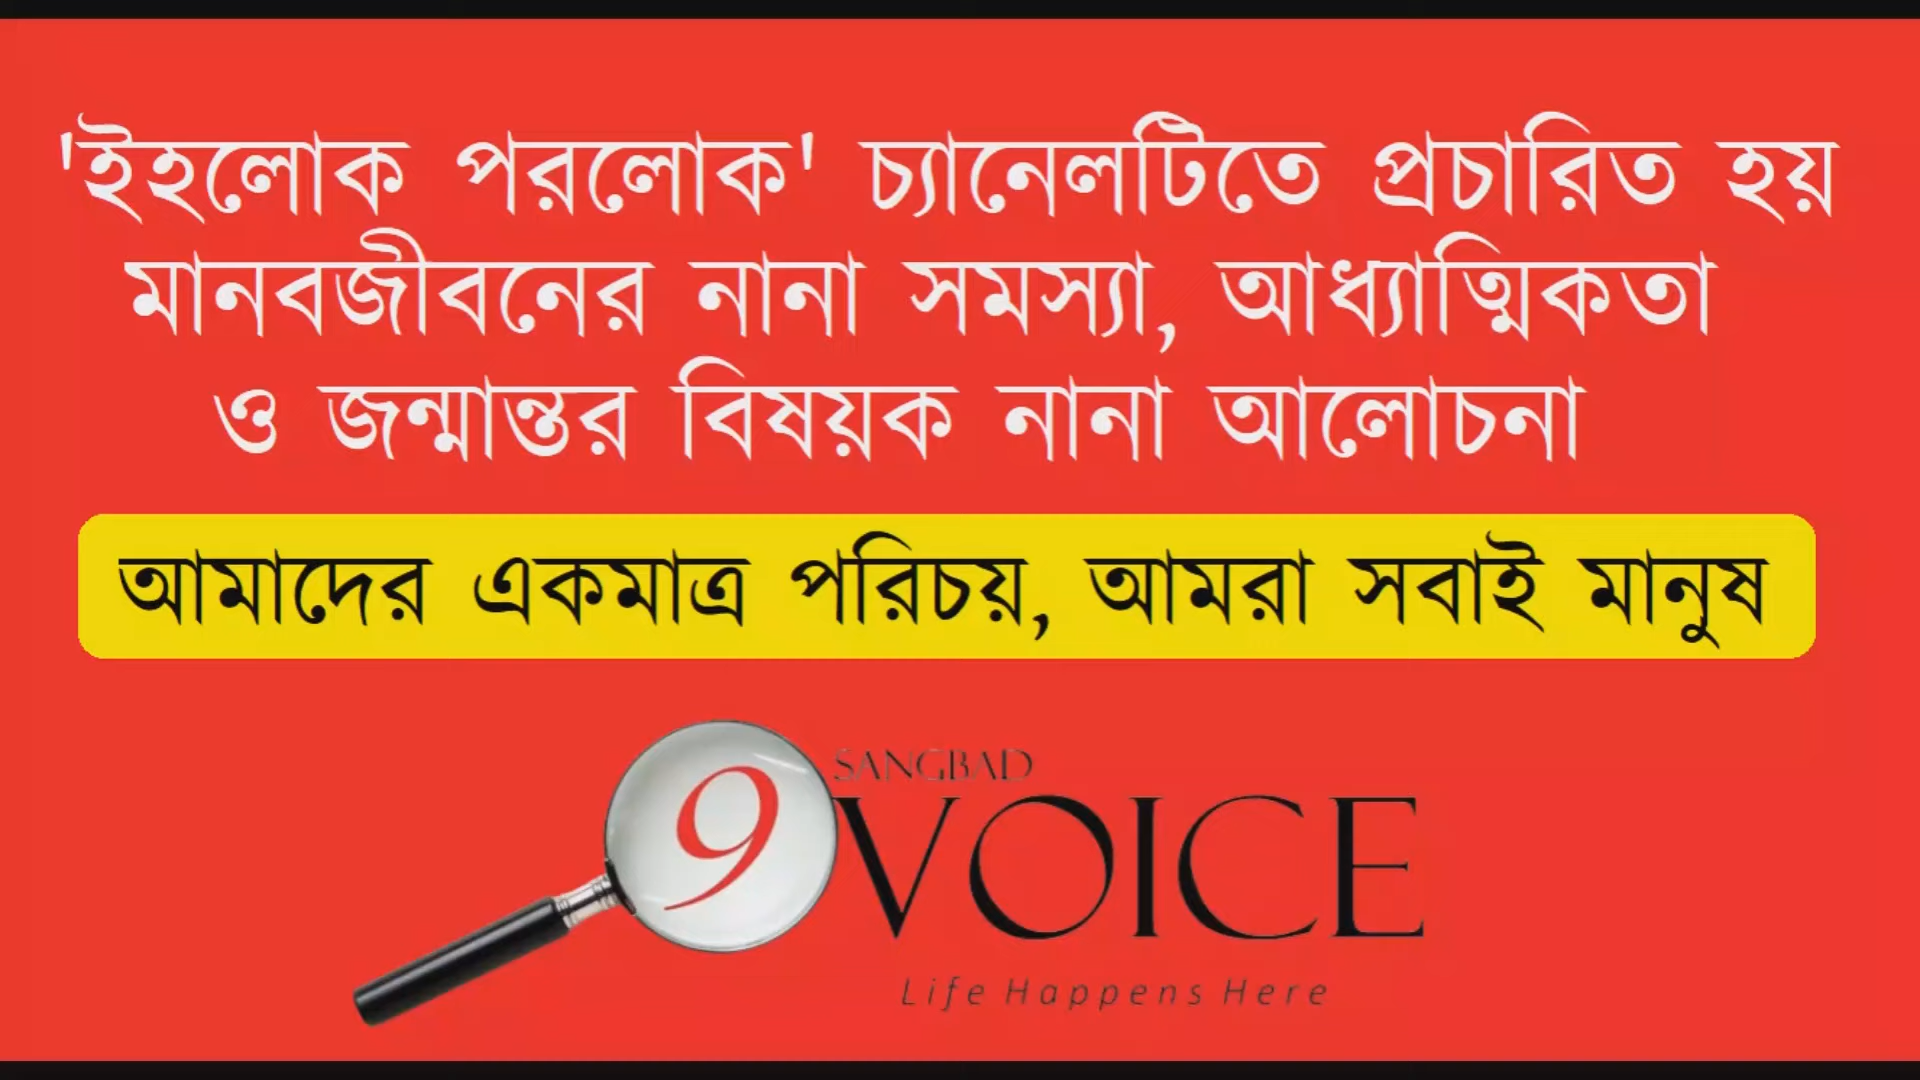 'ইহলোক পরলোক' চ্যানেলটিতে প্রচারিত হয়
মানবজীবনের নানা সমস্যা, আধ্যাত্মিকতা
ও জন্মান্তর বিষয়ক নানা আলোচনা
আমাদের একমাত্র পরিচয়, আমরা সবাই মানুষ
9 SANGBAD
VOICE
Life Happens Here